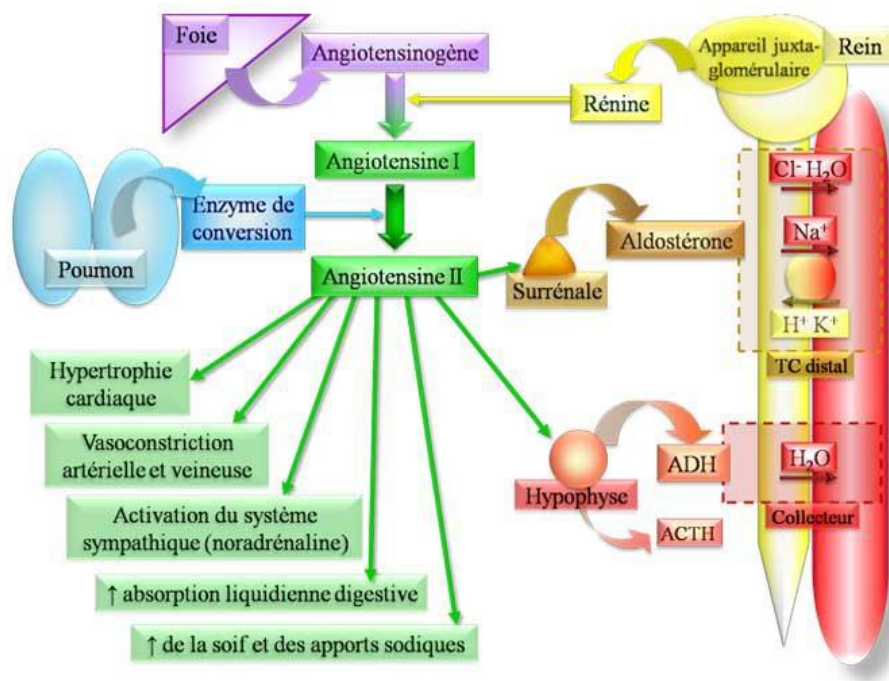 Foie
Angiotensinogène
Appareil juxta-
glomérulaire
Rein
Rénine
Angiotensine I
Cl- H₂O
Enzyme de
conversion
Poumon
Aldostérone
Na⁺
Angiotensine II
Surrénale
H⁺ K⁺
TC distal
Hypertrophie
cardiaque
Vasoconstriction
artérielle et veineuse
ADH
H₂O
Hypophyse
Collecteur
Activation du système
sympathique (noradrénaline)
ACTH
↑ absorption liquidienne digestive
↑ de la soif et des apports sodiques